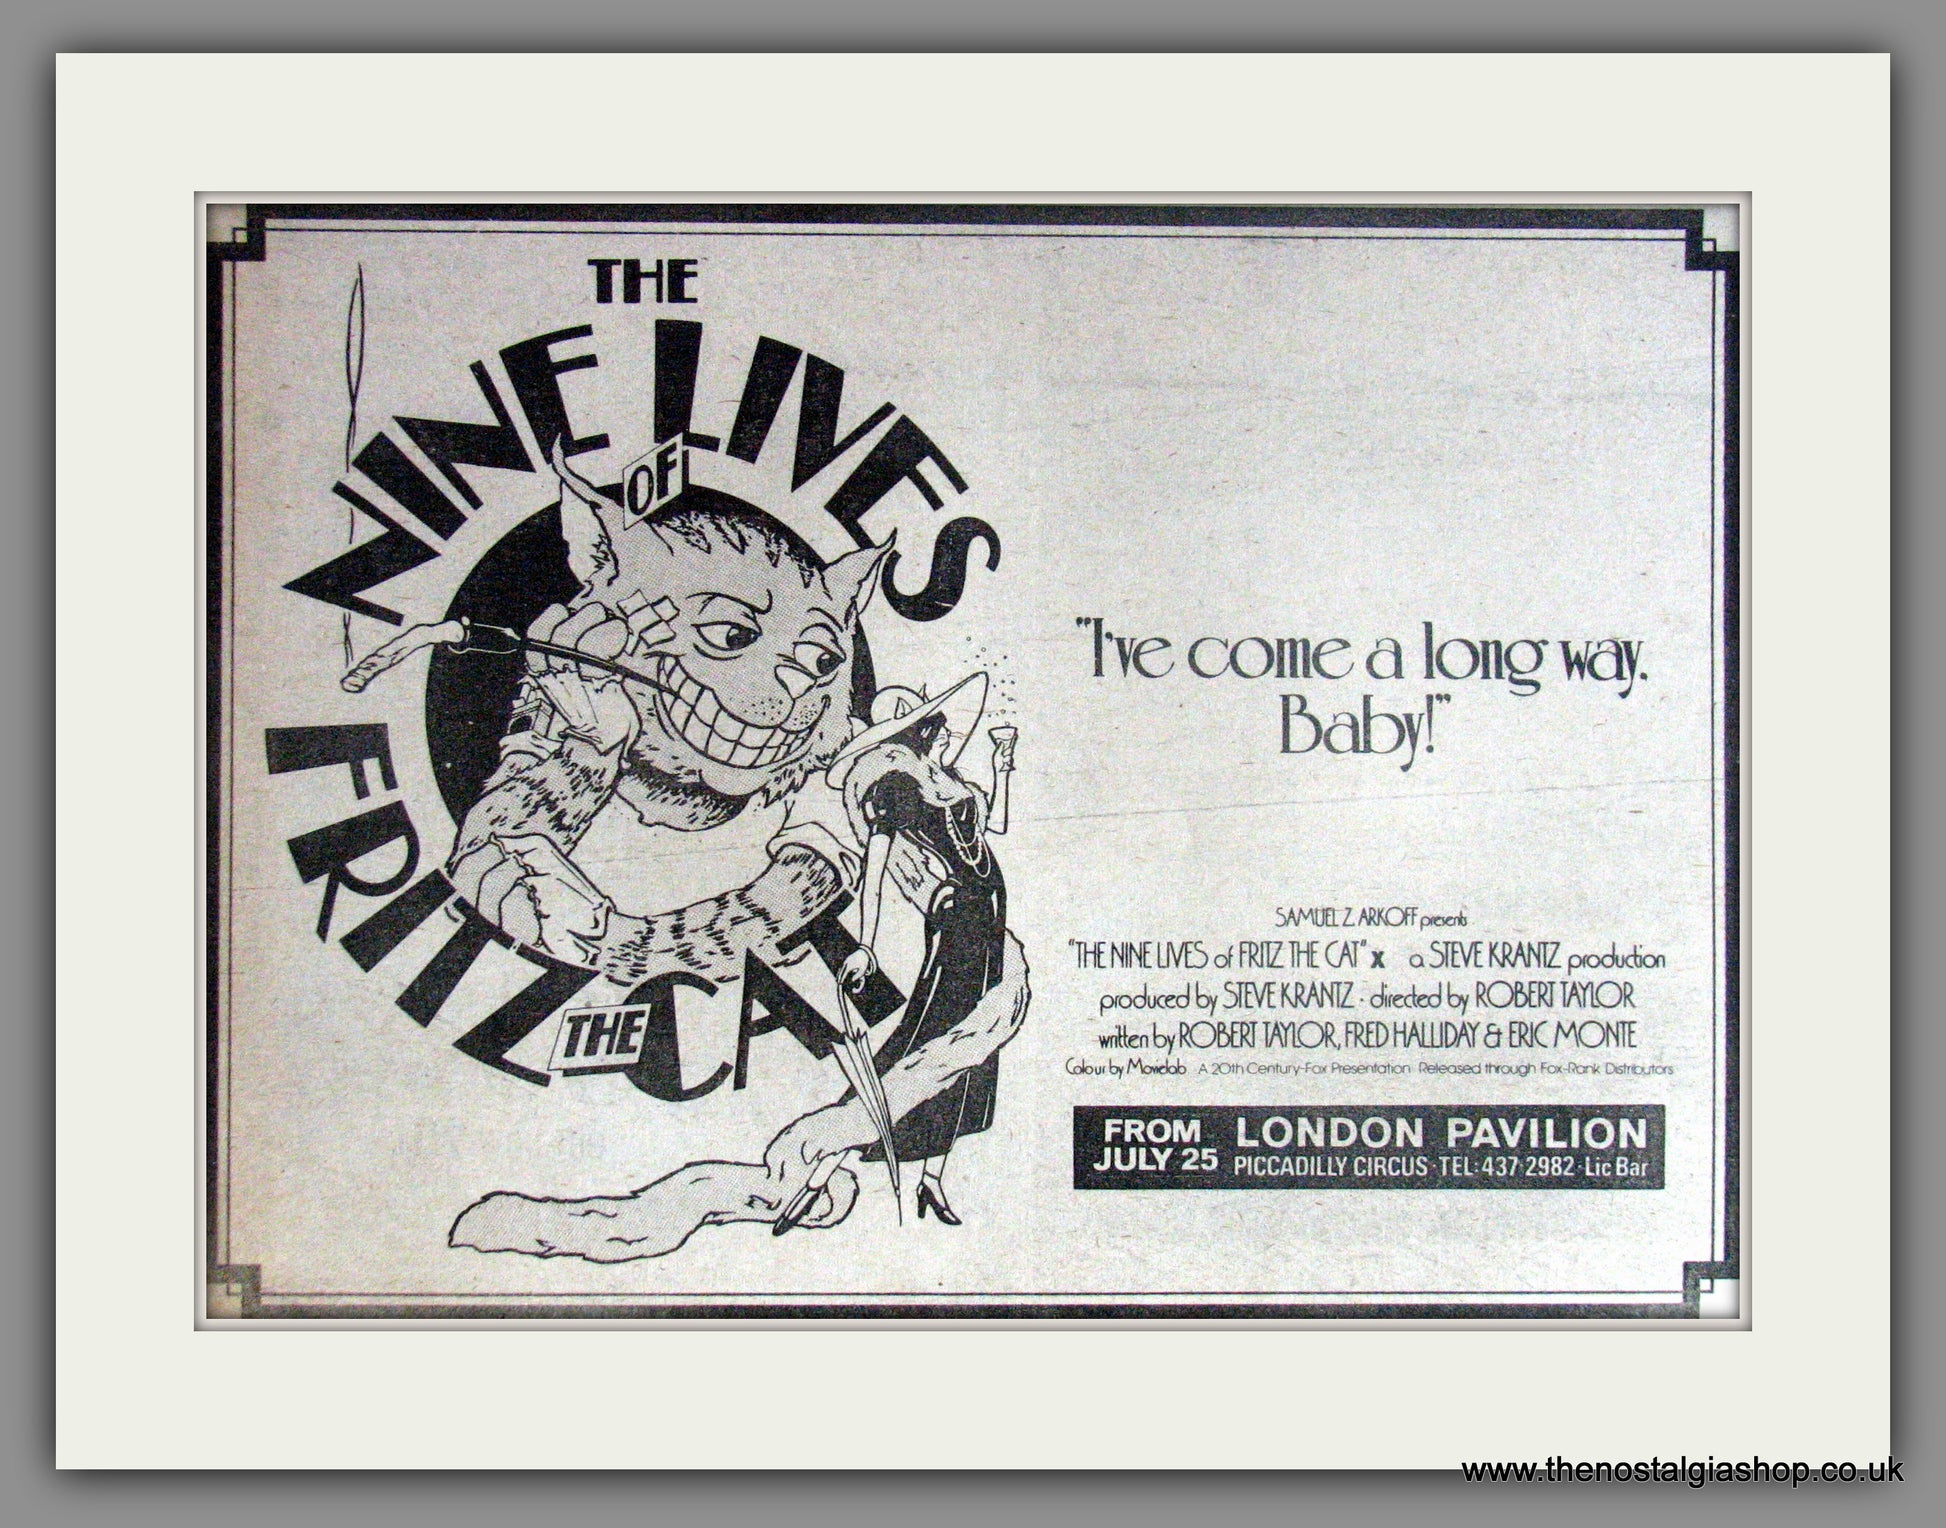 THE
NINE LIVES
OF
FRITZ
THE CAT
"I've come a long way.
Baby!"
SAMUEL Z. ARKOFF presents
"THE NINE LIVES of FRITZ THE CAT" X a STEVE KRANTZ production
produced by STEVE KRANTZ · directed by ROBERT TAYLOR
written by ROBERT TAYLOR, FRED HALLIDAY & ERIC MONTE
Colour by Movielab A 20th Century-Fox Presentation Released through Fox-Rank Distributors
FROM JULY 25
LONDON PAVILION
PICCADILLY CIRCUS · TEL: 437 2982 · Lic Bar
www.thenostalgiashop.co.uk